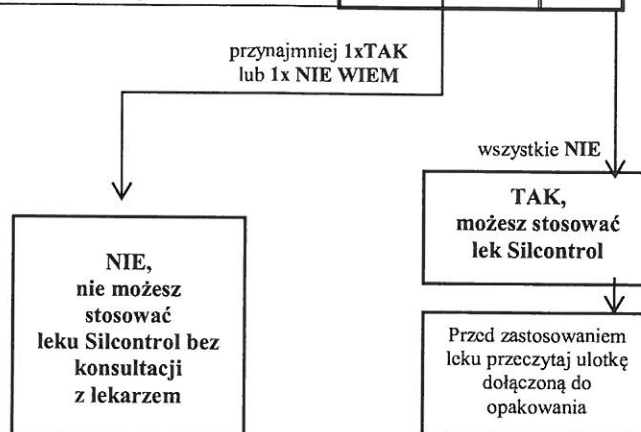 przynajmniej 1xTAK
lub 1x NIE WIEM
wszystkie NIE
TAK,
możesz stosować
lek Silcontrol
NIE,
nie możesz
stosować
leku Silcontrol bez
konsultacji
z lekarzem
Przed zastosowaniem
leku przeczytaj ulotkę
dołączoną do
opakowania